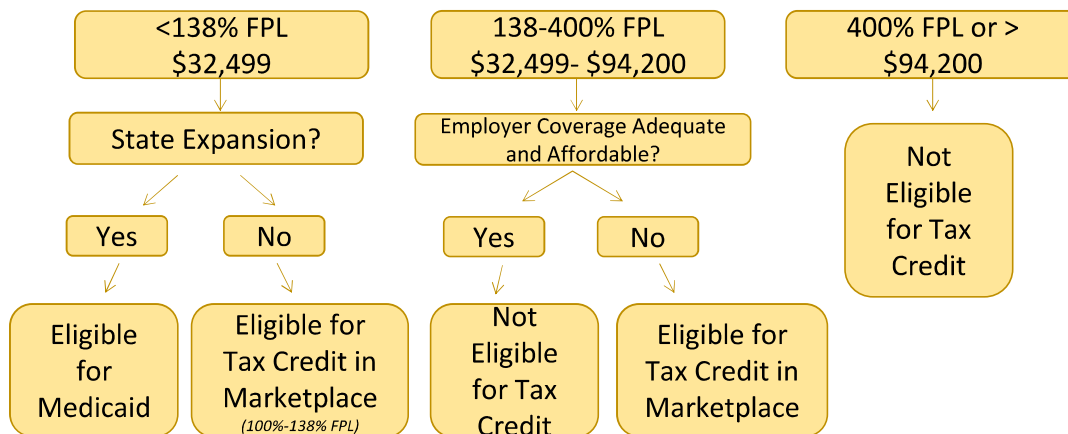 <138% FPL
$32,499
138-400% FPL
$32,499- $94,200
400% FPL or >
$94,200
State Expansion?
Employer Coverage Adequate
and Affordable?
Not
Eligible
for Tax
Credit
Yes
No
Yes
No
Eligible
for
Medicaid
Eligible for
Tax Credit in
Marketplace
(100%-138% FPL)
Not
Eligible
for Tax
Credit
Eligible for
Tax Credit in
Marketplace